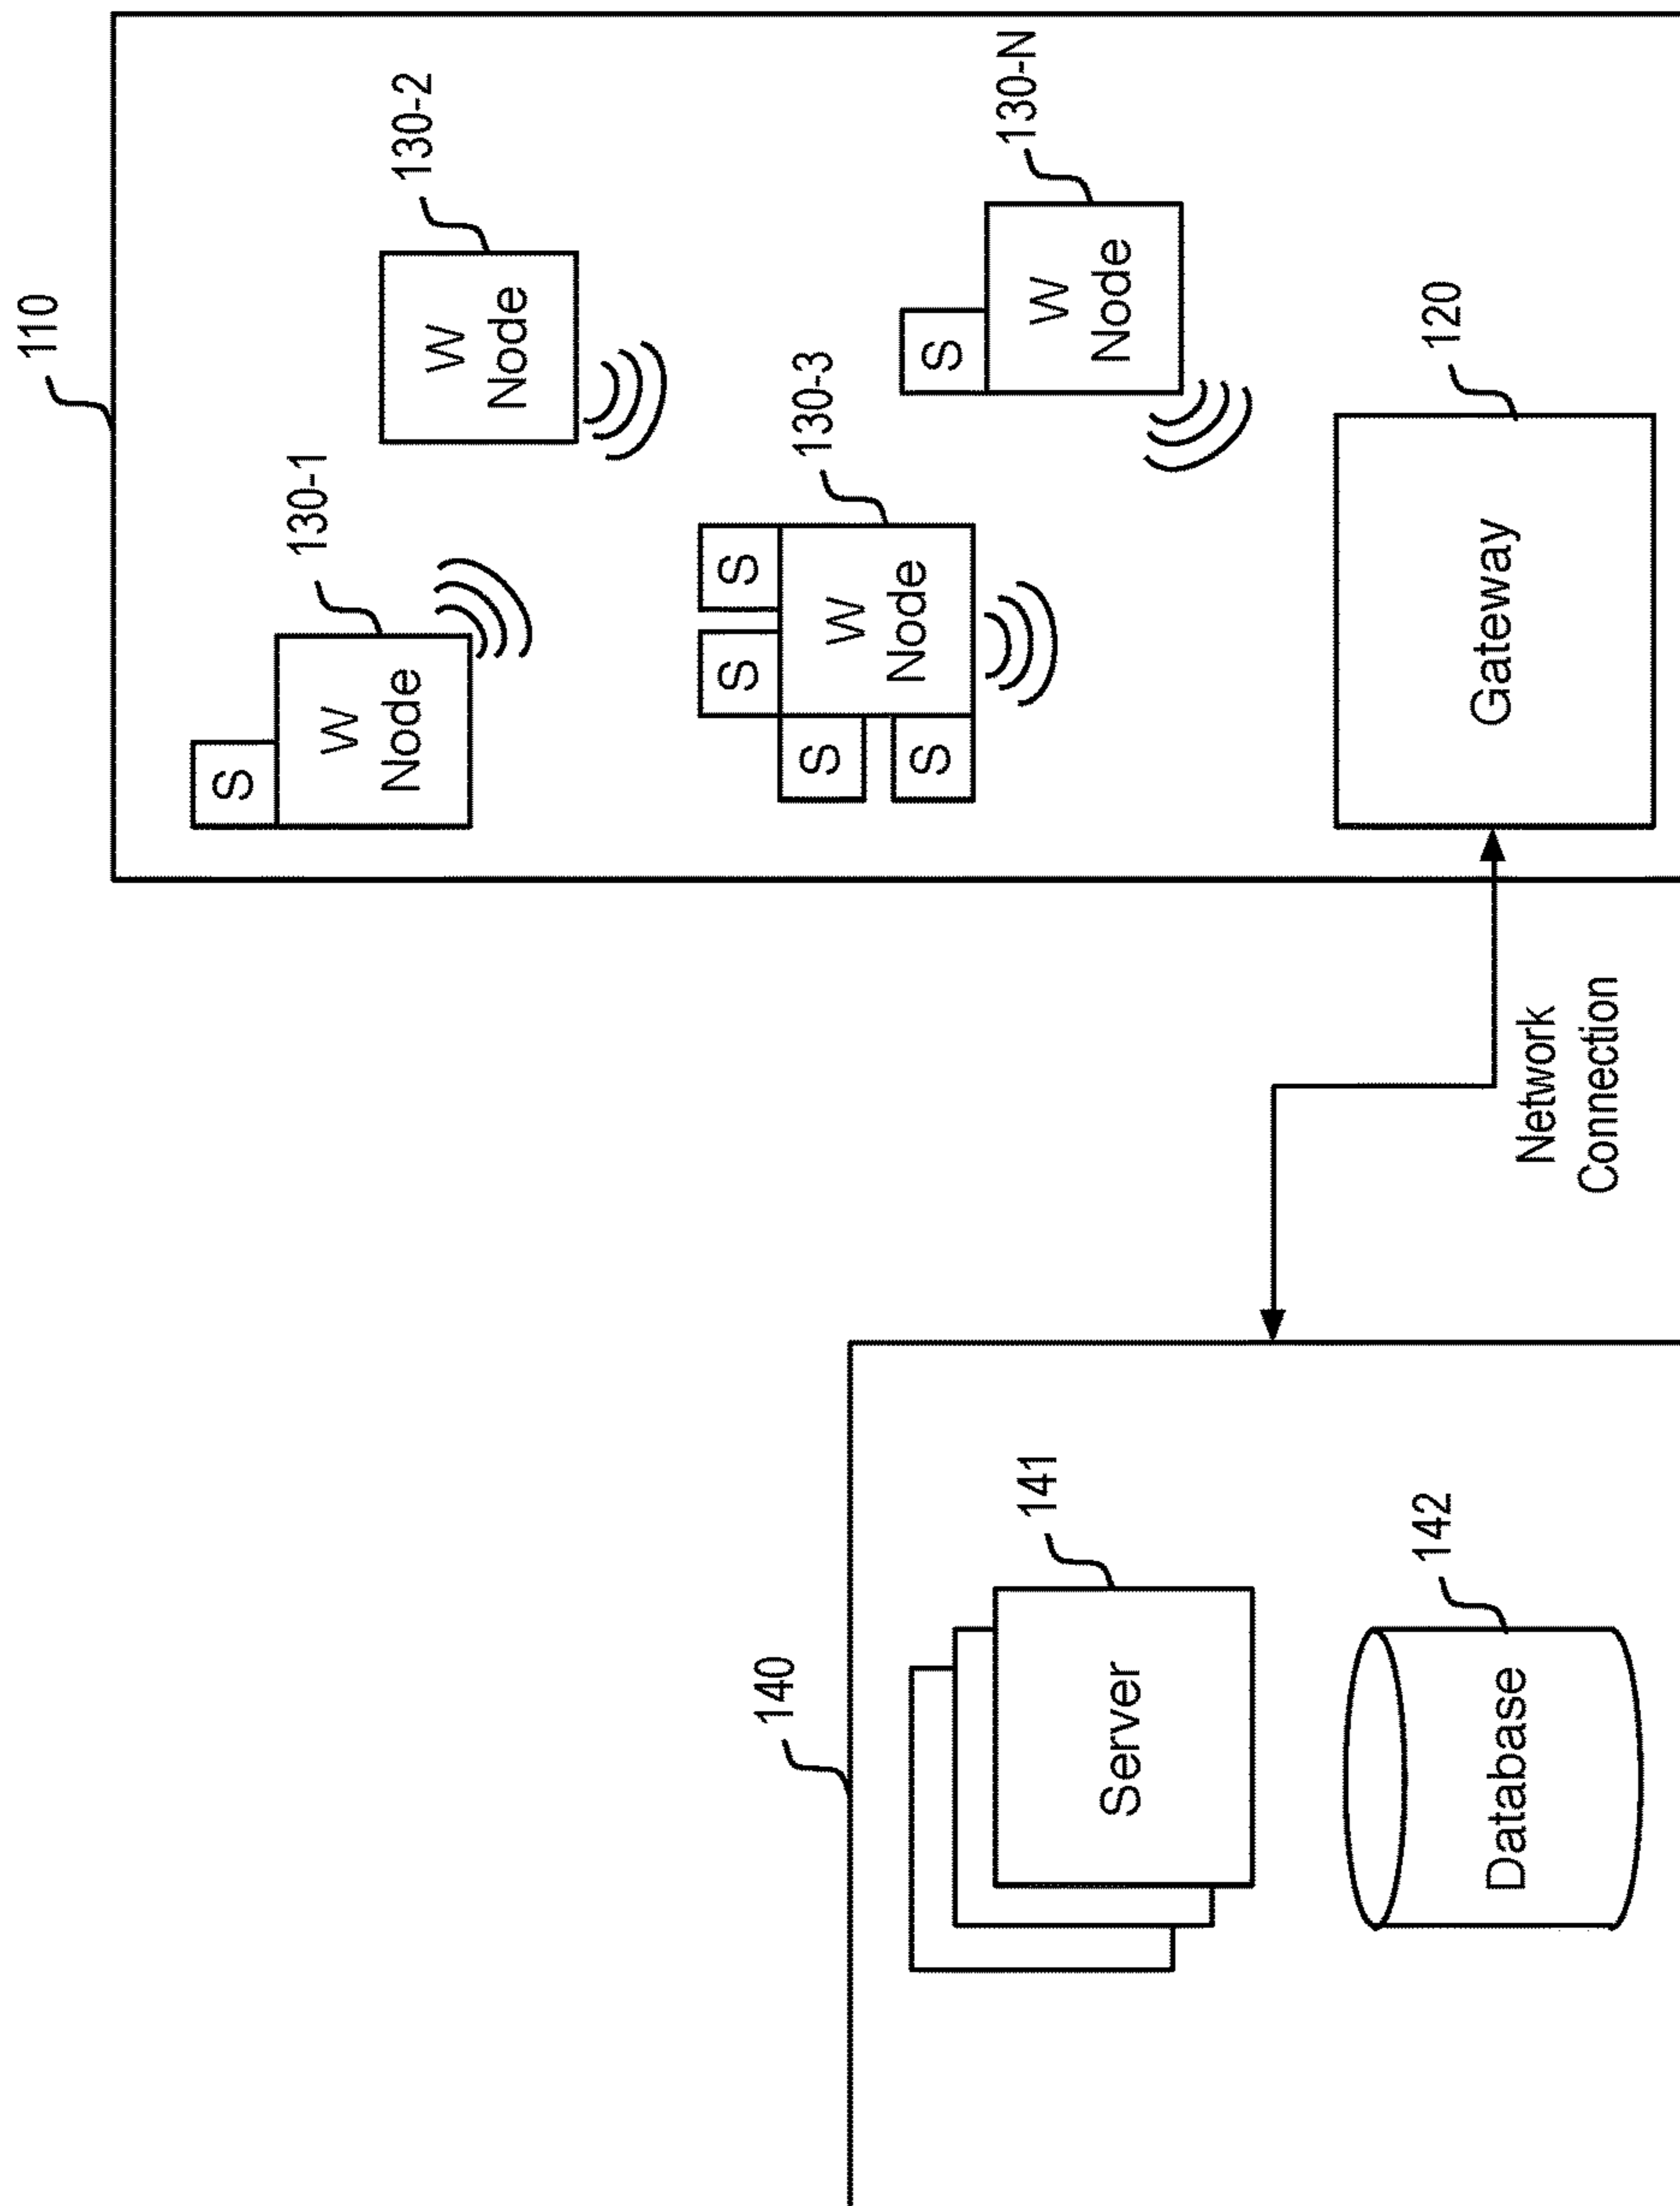 140
141
Server
142
Database
Network
Connection
110
S
130-1
W
Node
130-2
W
Node
S
S
130-3
S
S
W
Node
130-N
S
W
Node
120
Gateway